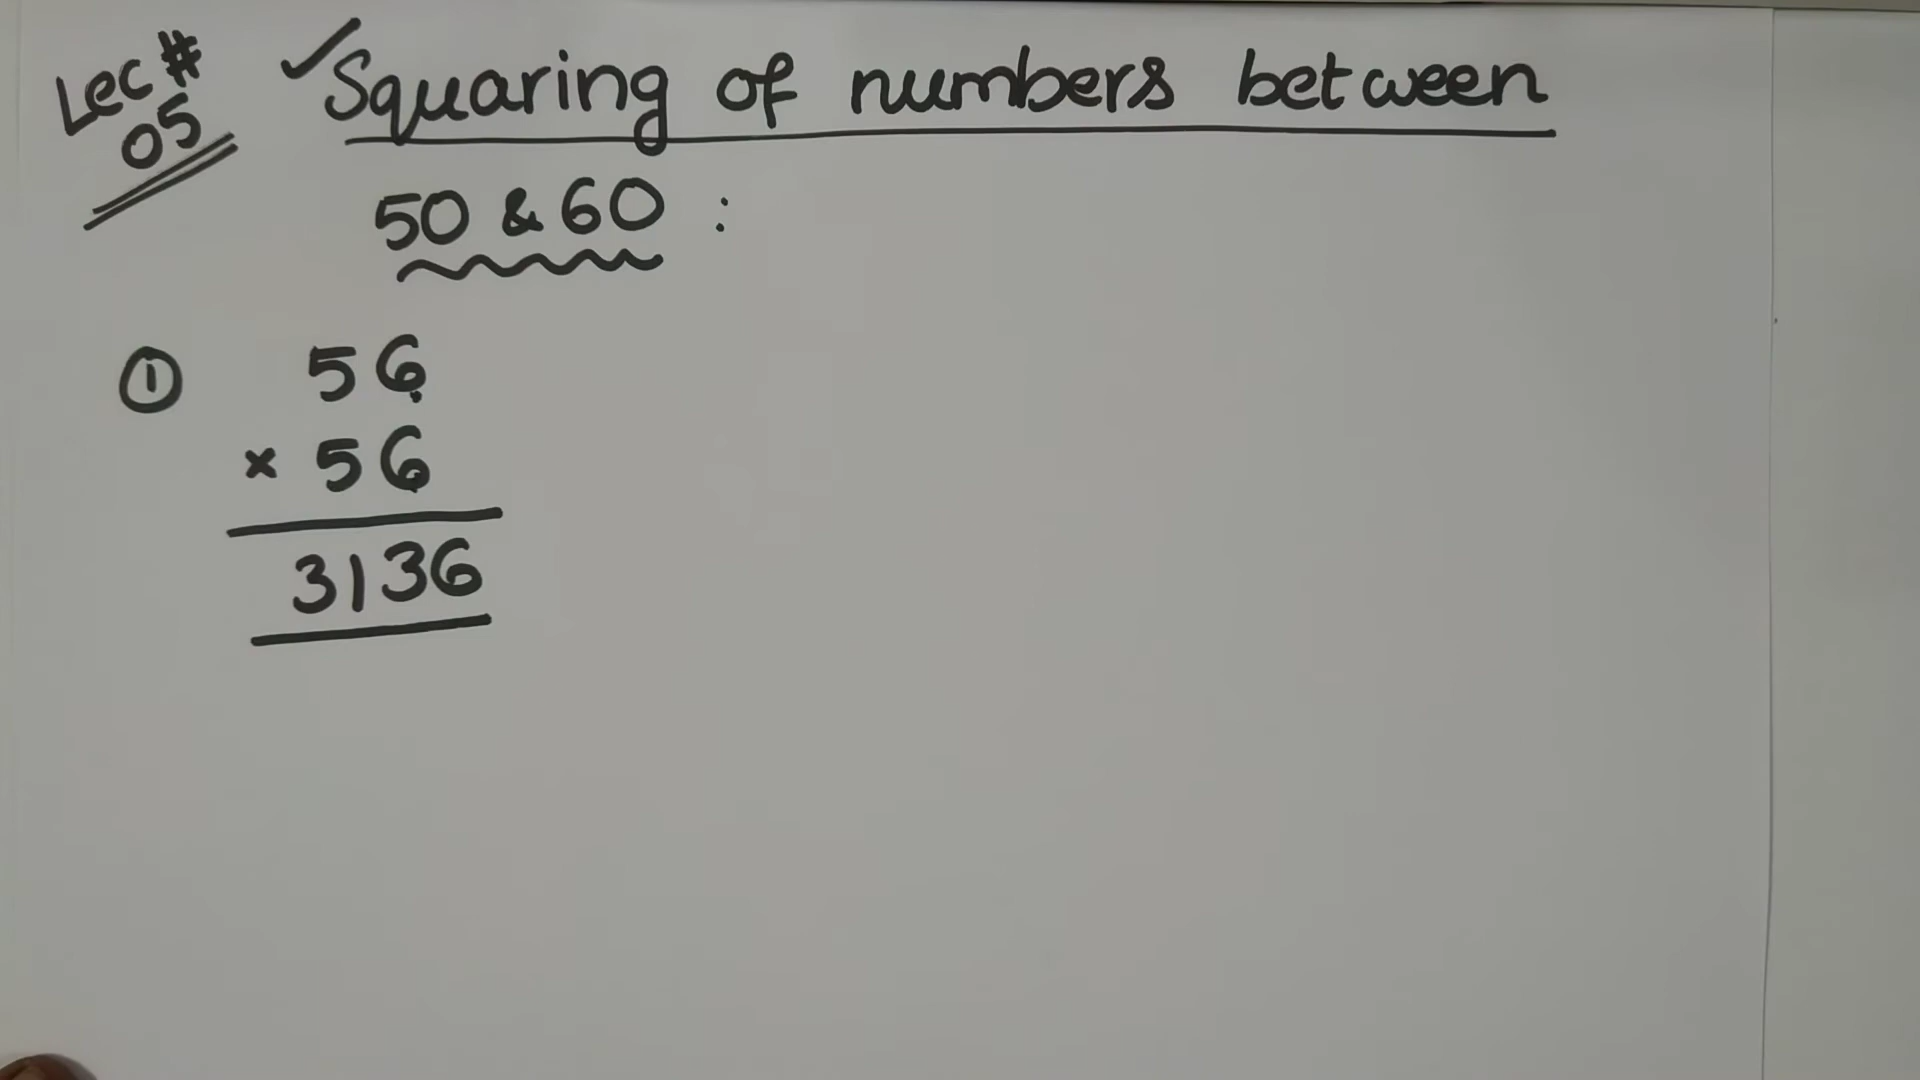 Lec #
05
✓Squaring of numbers between
50 & 60 :
① 56
× 56
3136